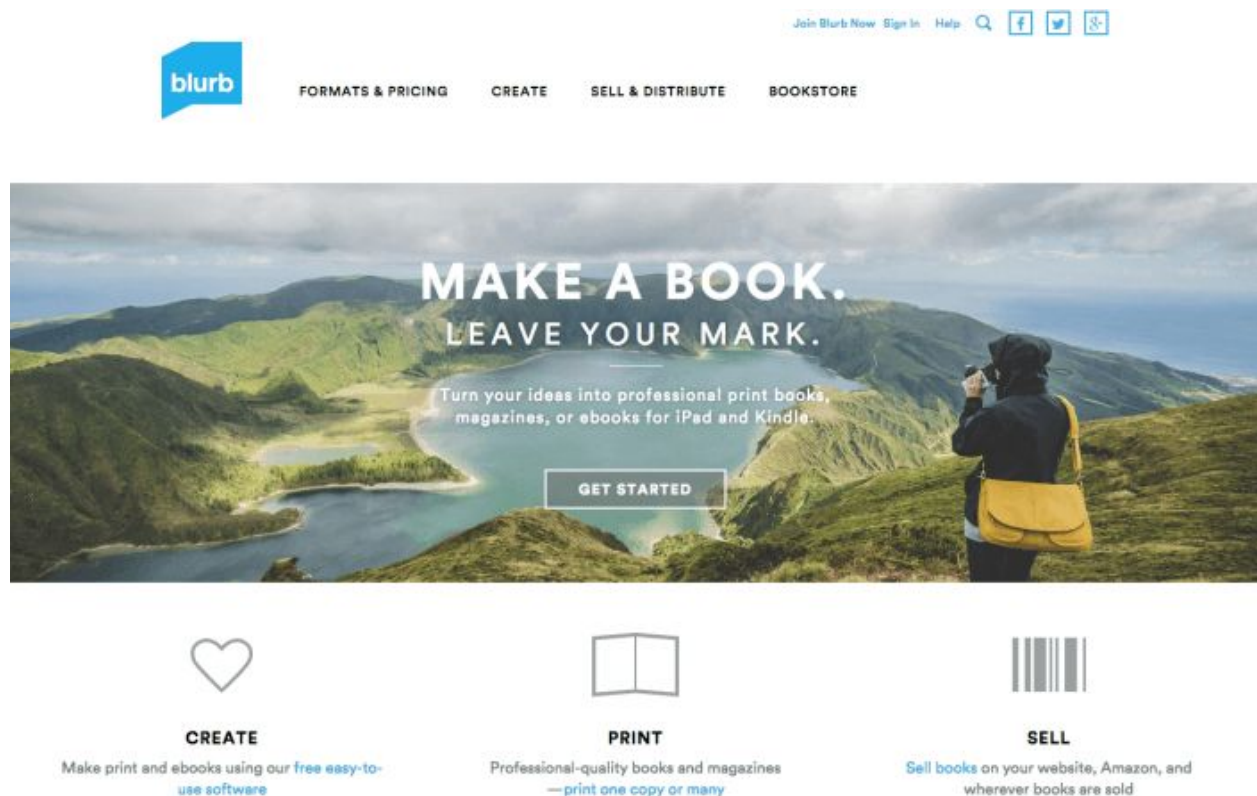 Join Blurb Now Sign In Help
blurb
FORMATS & PRICING CREATE SELL & DISTRIBUTE BOOKSTORE
MAKE A BOOK.
LEAVE YOUR MARK.
Turn your ideas into professional print books,
magazines, or ebooks for iPad and Kindle.
GET STARTED
CREATE
Make print and ebooks using our free easy-to-
use software
PRINT
Professional-quality books and magazines
—print one copy or many
SELL
Sell books on your website, Amazon, and
wherever books are sold